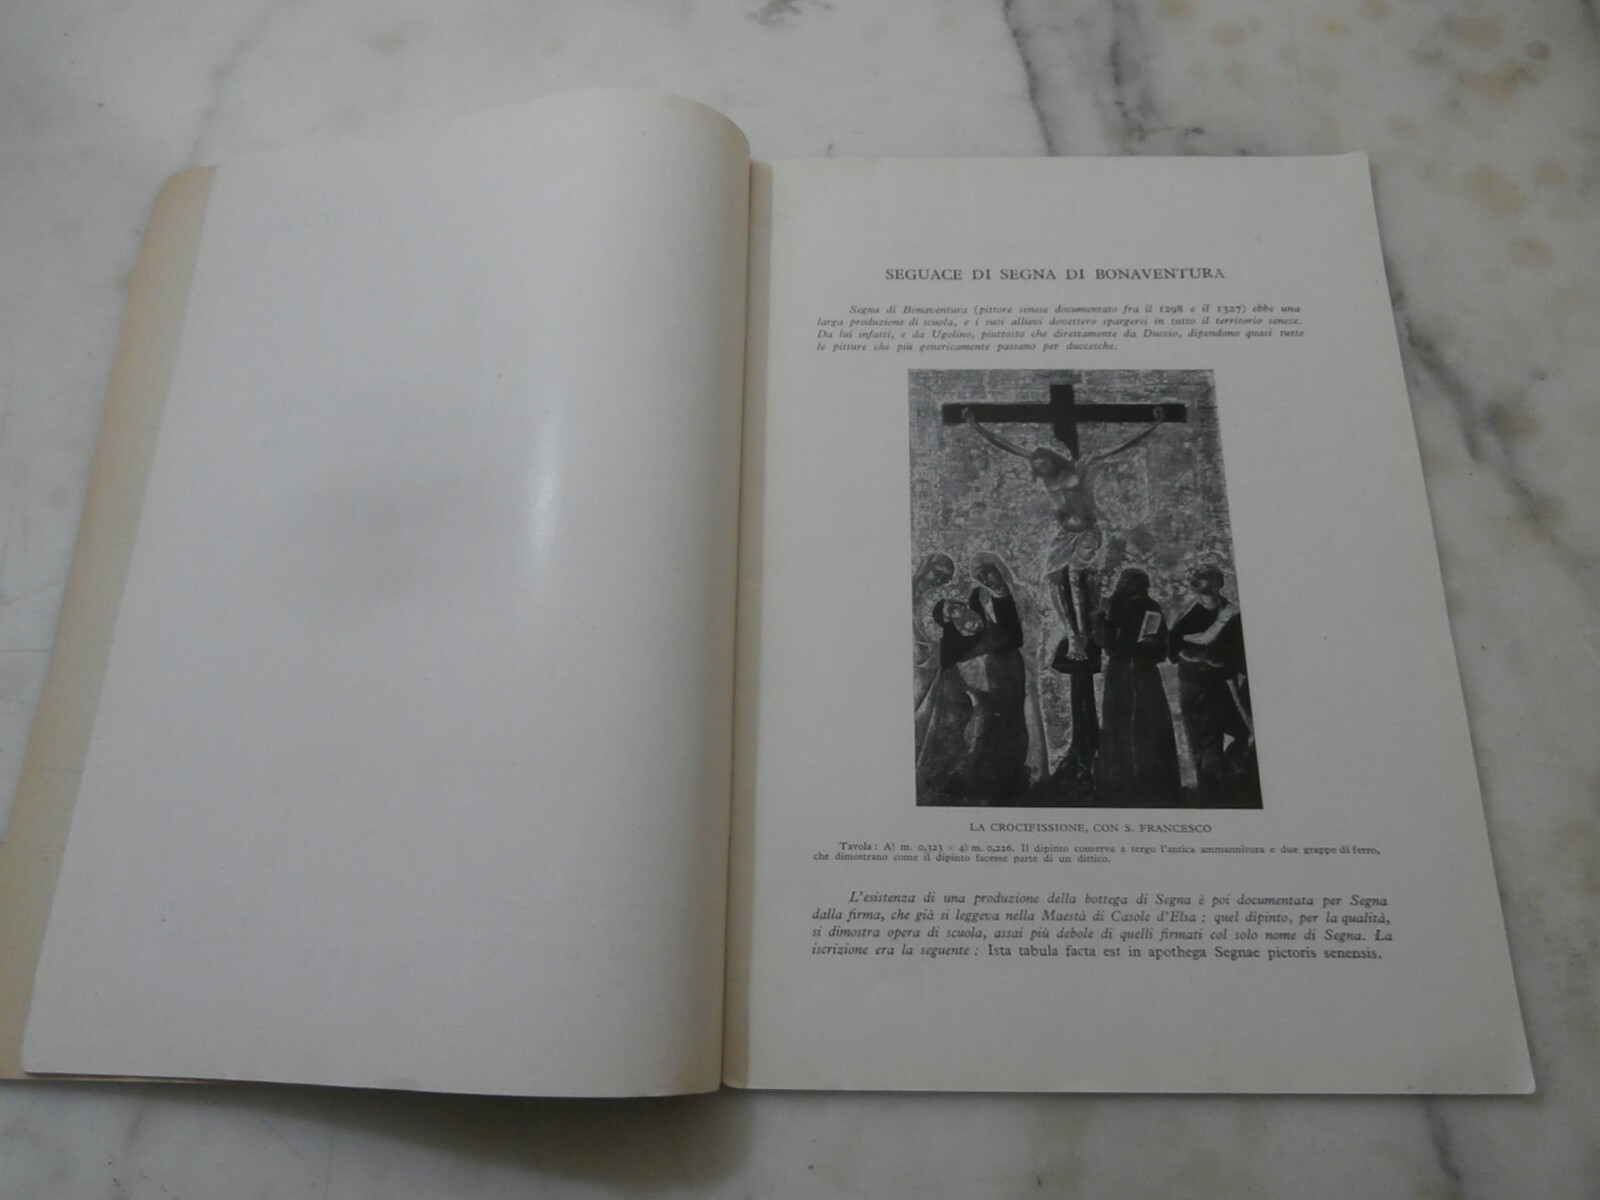 SEGUACE DI SEGNA DI BONAVENTURA
Segna di Bonaventura (pittore senese documentato fra il 1298 e il 1327) ebbe una
larga produzione di scuola, e i suoi allievi dovettero spargersi in tutto il territorio senese.
Da lui infatti, e da Ugolino, piuttosto che direttamente da Duccio, dipendono quasi tutte
le pitture che più genericamente passano per duccesche.
LA CROCIFISSIONE, CON S. FRANCESCO
Tavola: A) m. 0,323 × 4) m. 0,226. Il dipinto conserva a tergo l'antica ammannitura e due grappe di ferro,
che dimostrano come il dipinto facesse parte di un dittico.
L'esistenza di una produzione della bottega di Segna è poi documentata per Segna
dalla firma, che già si leggeva nella Maestà di Casole d'Elsa: quel dipinto, per la qualità,
si dimostra opera di scuola, assai più debole di quelli firmati col solo nome di Segna. La
iscrizione era la seguente: Ista tabula facta est in apothega Segnae pictoris senensis.